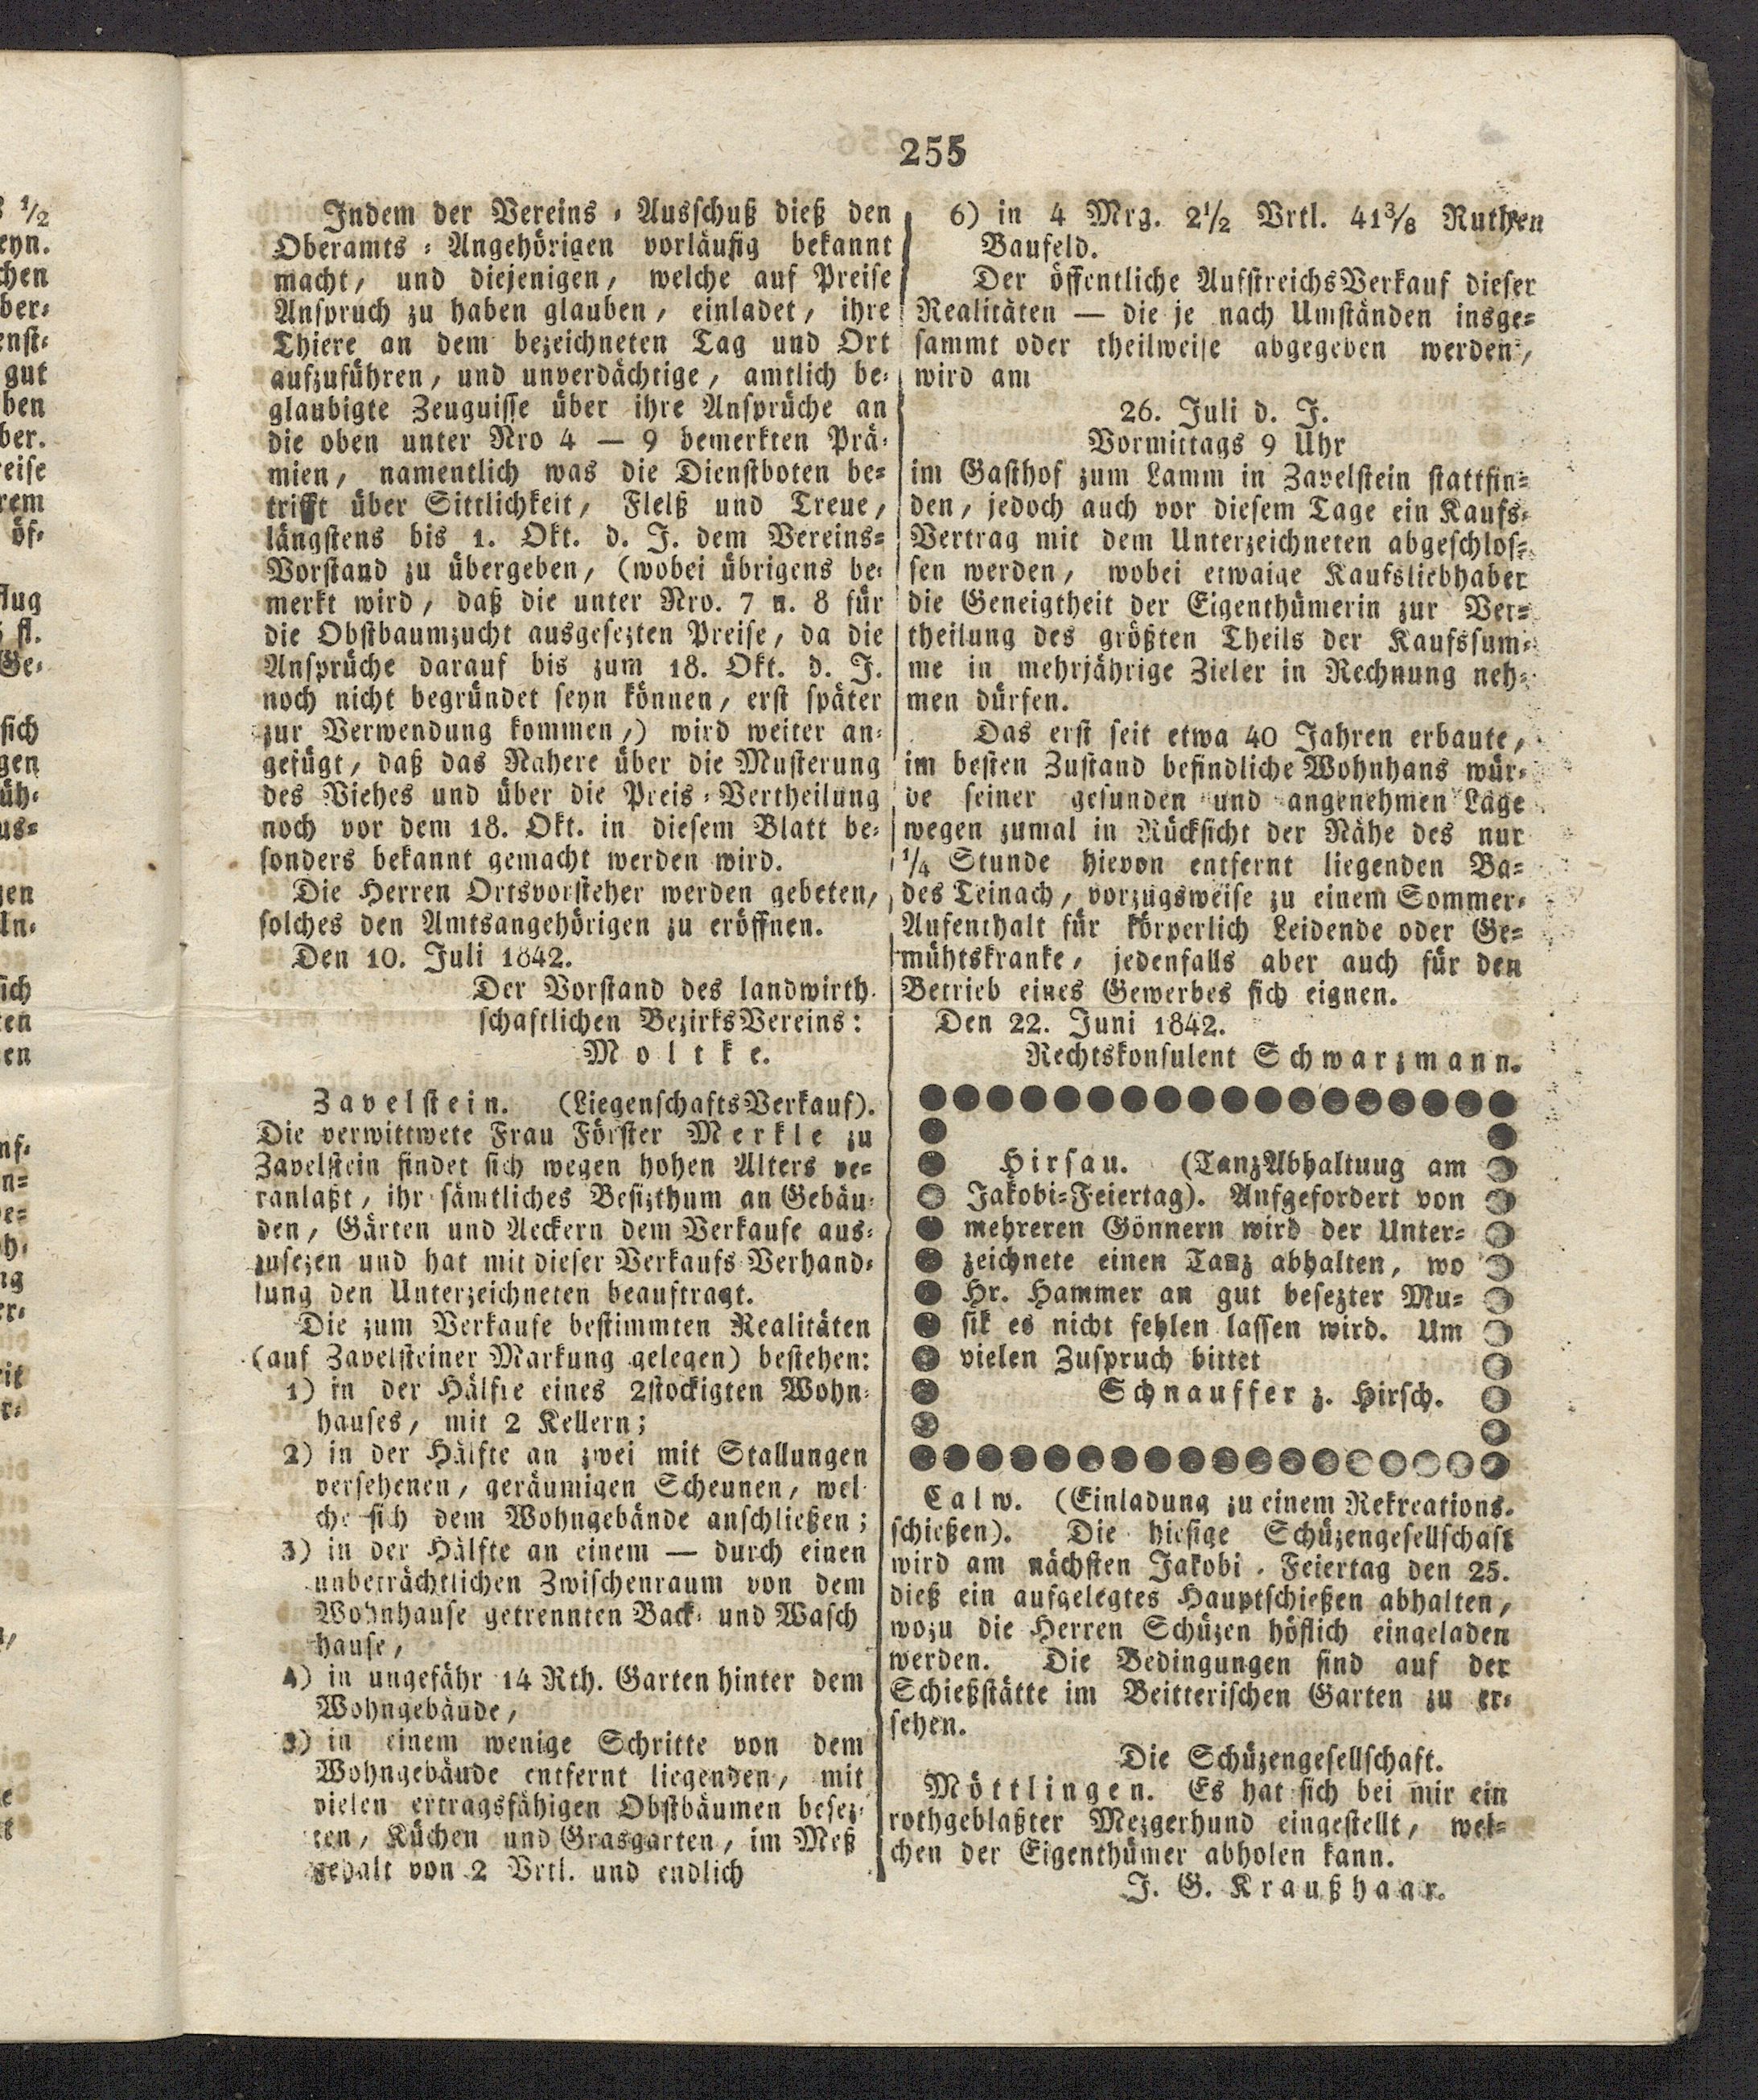 255
Indem der Vereins-Ausschuß dieß den
Oberamts-Angehörigen vorläufig bekannt
macht, und diejenigen, welche auf Preise
Anspruch zu haben glauben, einladet, ihre
Thiere an dem bezeichneten Tag und Ort
aufzuführen, und unverdächtige, amtlich be-
glaubigte Zeuguisse über ihre Ansprüche an
die oben unter Nro 4 — 9 bemerkten Prä-
mien, namentlich was die Dienstboten be-
trifft über Sittlichkeit, Flelß und Treue,
längstens bis 1. Okt. d. J. dem Vereins-
Vorstand zu übergeben, (wobei übrigens be-
merkt wird, daß die unter Nro. 7 u. 8 für
die Obstbaumzucht ausgesezten Preise, da die
Ansprüche darauf bis zum 18. Okt. d. J.
noch nicht begründet seyn können, erst später
zur Verwendung kommen,) wird weiter an-
gefügt, daß das Nahere über die Musterung
des Viehes und über die Preis-Vertheilung
noch vor dem 18. Okt. in diesem Blatt be-
sonders bekannt gemacht werden wird.
Die Herren Ortsvorsteher werden gebeten,
solches den Amtsangehörigen zu eröffnen.
Den 10. Juli 1842.
Der Vorstand des landwirth-
schaftlichen BezirksVereins:
Moltke.
Zavelstein. (LiegenschaftsVerkauf).
Die verwittwete Frau Förster Merkle zu
Zavelstein findet sich wegen hohen Alters ve-
ranlaßt, ihr sämtliches Besizthum an Gebäu-
den, Gärten und Aeckern dem Verkaufe aus-
zusezen und hat mit dieser Verkaufs Verhand-
lung den Unterzeichneten beauftragt.
Die zum Verkaufe bestimmten Realitäten
(auf Zavelsteiner Markung gelegen) bestehen:
1) in der Hälfte eines 2stockigten Wohn-
hauses, mit 2 Kellern;
2) in der Hälfte an zwei mit Stallungen
versehenen, geräumigen Scheunen, wel-
che sich dem Wohngebände anschließen;
3) in der Hälfte an einem — durch einen
unbeträchtlichen Zwischenraum von dem
Wohnhause getrennten Back- und Wasch
hause,
4) in ungefähr 14 Rth. Garten hinter dem
Wohngebäude,
5) in einem wenige Schritte von dem
Wohngebäude entfernt liegenden, mit
vielen ertragsfähigen Obstbäumen besez-
ten, Küchen und Grasgarten, im Meß
gehalt von 2 Vrtl. und endlich
6) in 4 Mrg. 2½ Vrtl. 41⅜ Ruthen
Baufeld.
Der öffentliche AufstreichsVerkauf dieser
Realitäten — die je nach Umständen insge-
sammt oder theilweise abgegeben werden,
wird am
26. Juli d. J.
Vormittags 9 Uhr
im Gasthof zum Lamm in Zavelstein stattfin-
den, jedoch auch vor diesem Tage ein Kaufs-
Vertrag mit dem Unterzeichneten abgeschlos-
sen werden, wobei etwaige Kaufsliebhaber
die Geneigtheit der Eigenthümerin zur Ver-
theilung des größten Theils der Kaufssum-
me in mehrjährige Zieler in Rechnung neh-
men dürfen.
Das erst seit etwa 40 Jahren erbaute,
im besten Zustand befindliche Wohnhans wür-
de seiner gesunden und angenehmen Lage
wegen zumal in Rücksicht der Nähe des nur
¼ Stunde hievon entfernt liegenden Ba-
des Teinach, vorzugsweise zu einem Sommer-
Aufenthalt für körperlich Leidende oder Ge-
mühtskranke, jedenfalls aber auch für den
Betrieb eines Gewerbes sich eignen.
Den 22. Juni 1842.
Rechtskonsulent Schwarzmann.
Hirsau. (TanzAbhaltuug am
Jakobi-Feiertag). Aufgefordert von
mehreren Gönnern wird der Unter-
zeichnete einen Tanz abhalten, wo
Hr. Hammer an gut besezter Mu-
sik es nicht fehlen lassen wird. Um
vielen Zuspruch bittet
Schnauffer z. Hirsch.
Calw. (Einladung zu einem Rekreations-
schießen). Die hiesige Schüzengesellschaft
wird am nächsten Jakobi-Feiertag den 25.
dieß ein aufgelegtes Hauptschießen abhalten,
wozu die Herren Schüzen höflich eingeladen
werden. Die Bedingungen sind auf der
Schießstätte im Beitterischen Garten zu er-
sehen.
Die Schüzengesellschaft.
Möttlingen. Es hat sich bei mir ein
rothgeblaßter Mezgerhund eingestellt, wel-
chen der Eigenthümer abholen kann.
J. G. Kraußhaar.